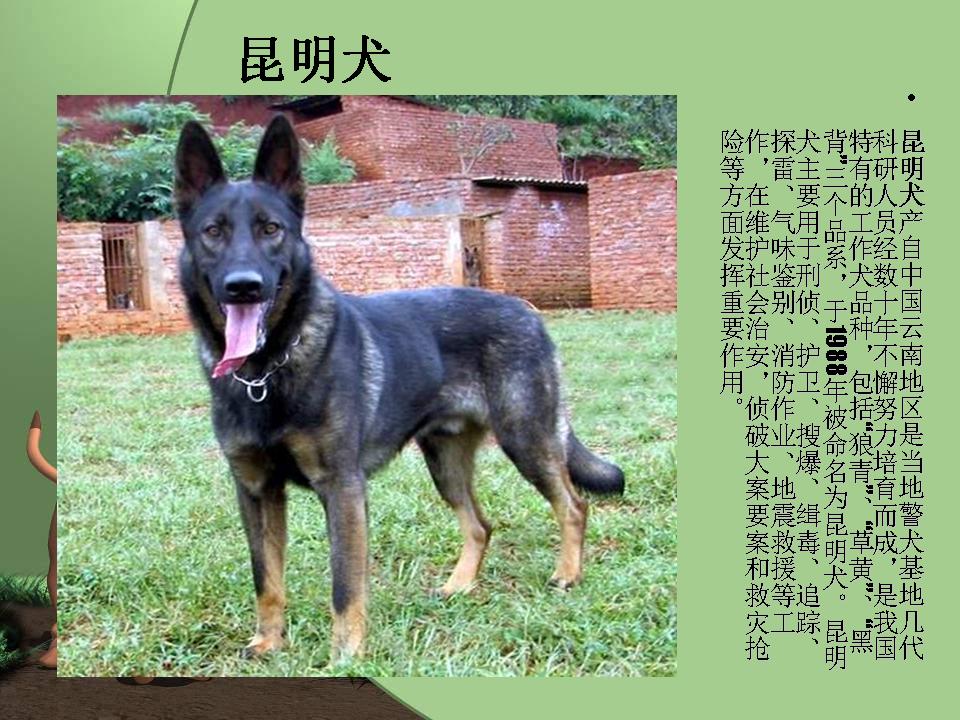 昆明犬
• 昆明犬产自中国云南地区是当地警犬基地几代
科研人员经数十年不懈努力培育而成，是我国
特有的工作犬品种，包括“狼青”、“草黄”、“黑
背”三个品系，于1988年被命名为昆明犬。昆明
犬主要用于刑侦、护卫、搜爆、缉毒、追踪、
探雷、气味鉴别、消防作业、地震救援等工
作，在维护社会治安，侦破大案要案和救灾抢
险等方面发挥重要作用。